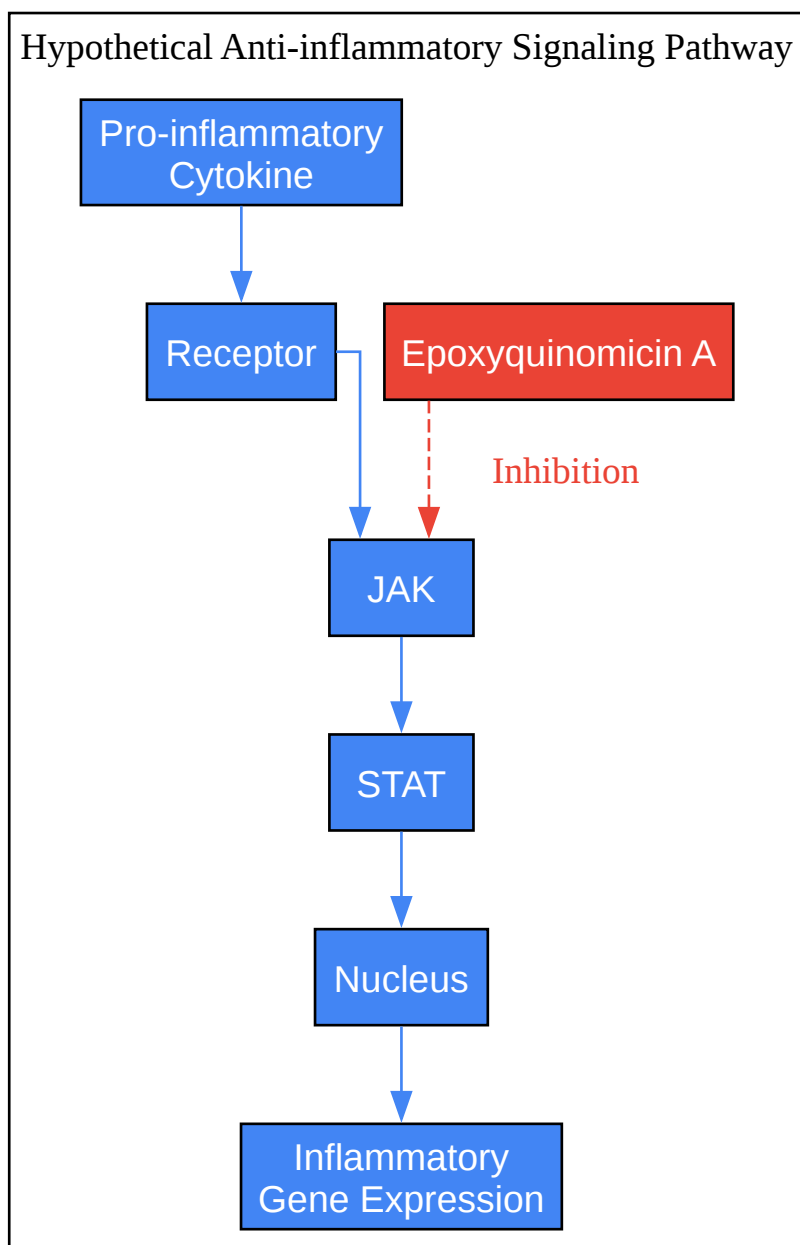 Hypothetical Anti-inflammatory Signaling Pathway
Pro-inflammatory
Cytokine
Receptor
Epoxyquinomicin A
Inhibition
JAK
STAT
Nucleus
Inflammatory
Gene Expression